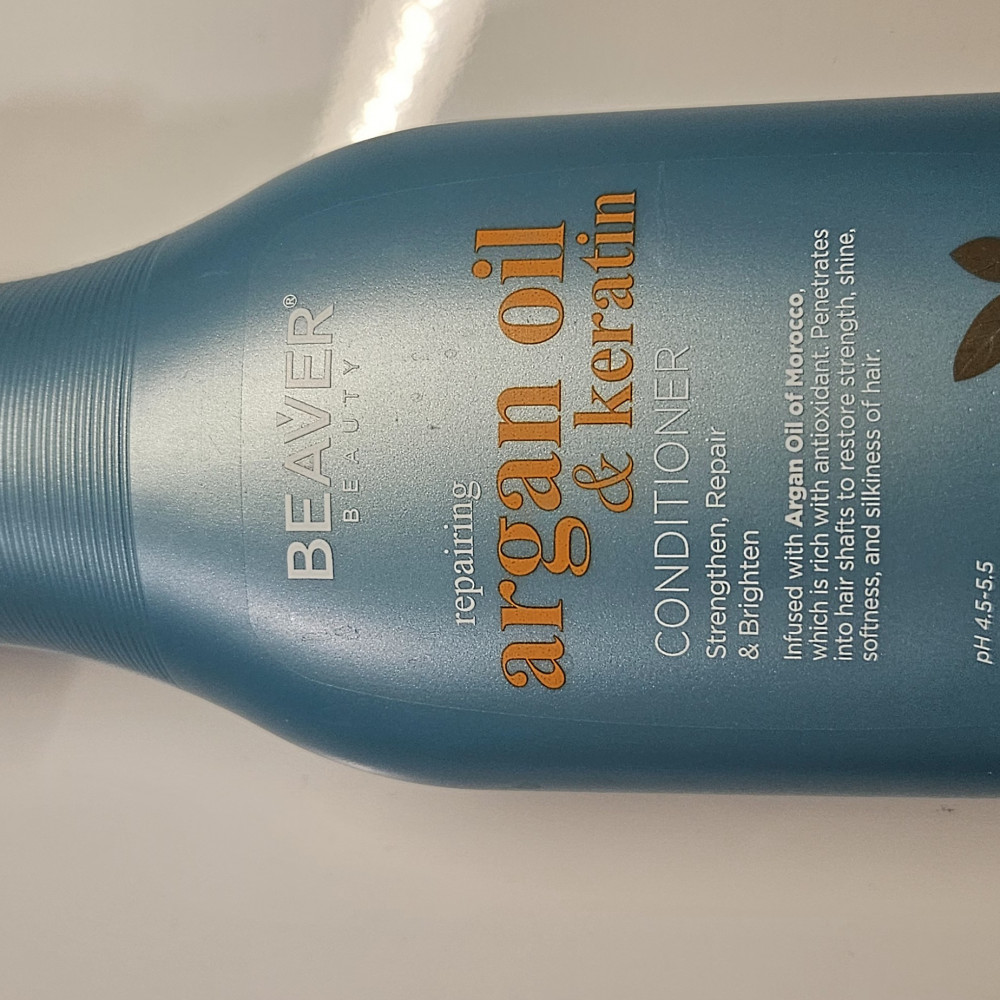 BEAVER®
BEAUTY
repairing
argan oil
& keratin
CONDITIONER
Strengthen, Repair
& Brighten
Infused with Argan Oil of Morocco,
which is rich with antioxidant. Penetrates
into hair shafts to restore strength, shine,
softness, and silkiness of hair.
pH 4.5-5.5